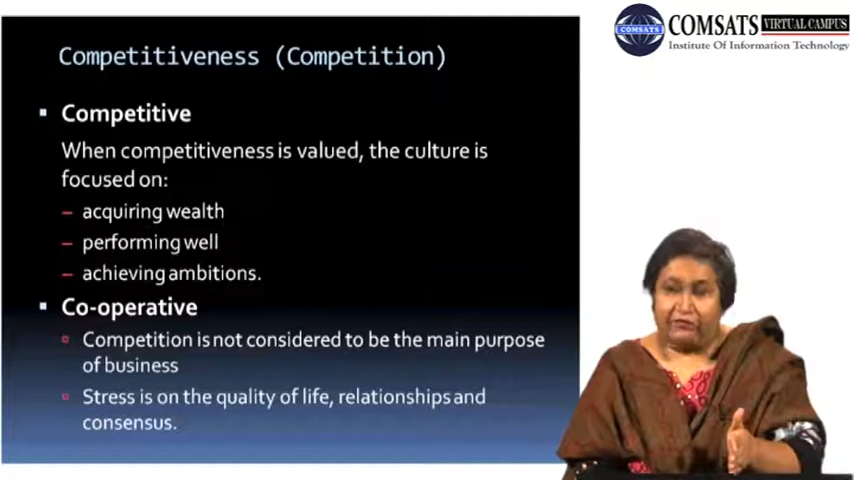 Competitiveness (Competition)
▪ Competitive
When competitiveness is valued, the culture is
focused on:
– acquiring wealth
– performing well
– achieving ambitions.
▪ Co-operative
▫ Competition is not considered to be the main purpose
of business
▫ Stress is on the quality of life, relationships and
consensus.
COMSATS
COMSATS VIRTUAL CAMPUS
Institute Of Information Technology